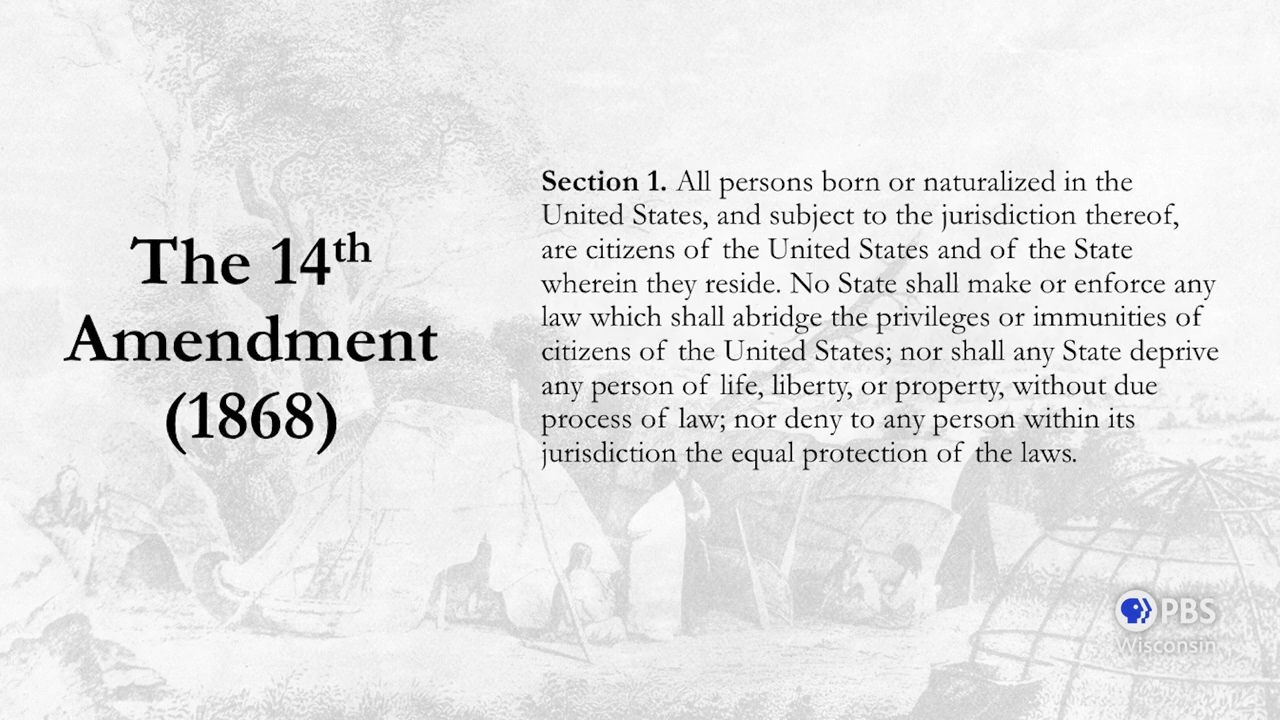 The 14th
Amendment
(1868)
Section 1. All persons born or naturalized in the
United States, and subject to the jurisdiction thereof,
are citizens of the United States and of the State
wherein they reside. No State shall make or enforce any
law which shall abridge the privileges or immunities of
citizens of the United States; nor shall any State deprive
any person of life, liberty, or property, without due
process of law; nor deny to any person within its
jurisdiction the equal protection of the laws.
PBS
Wisconsin